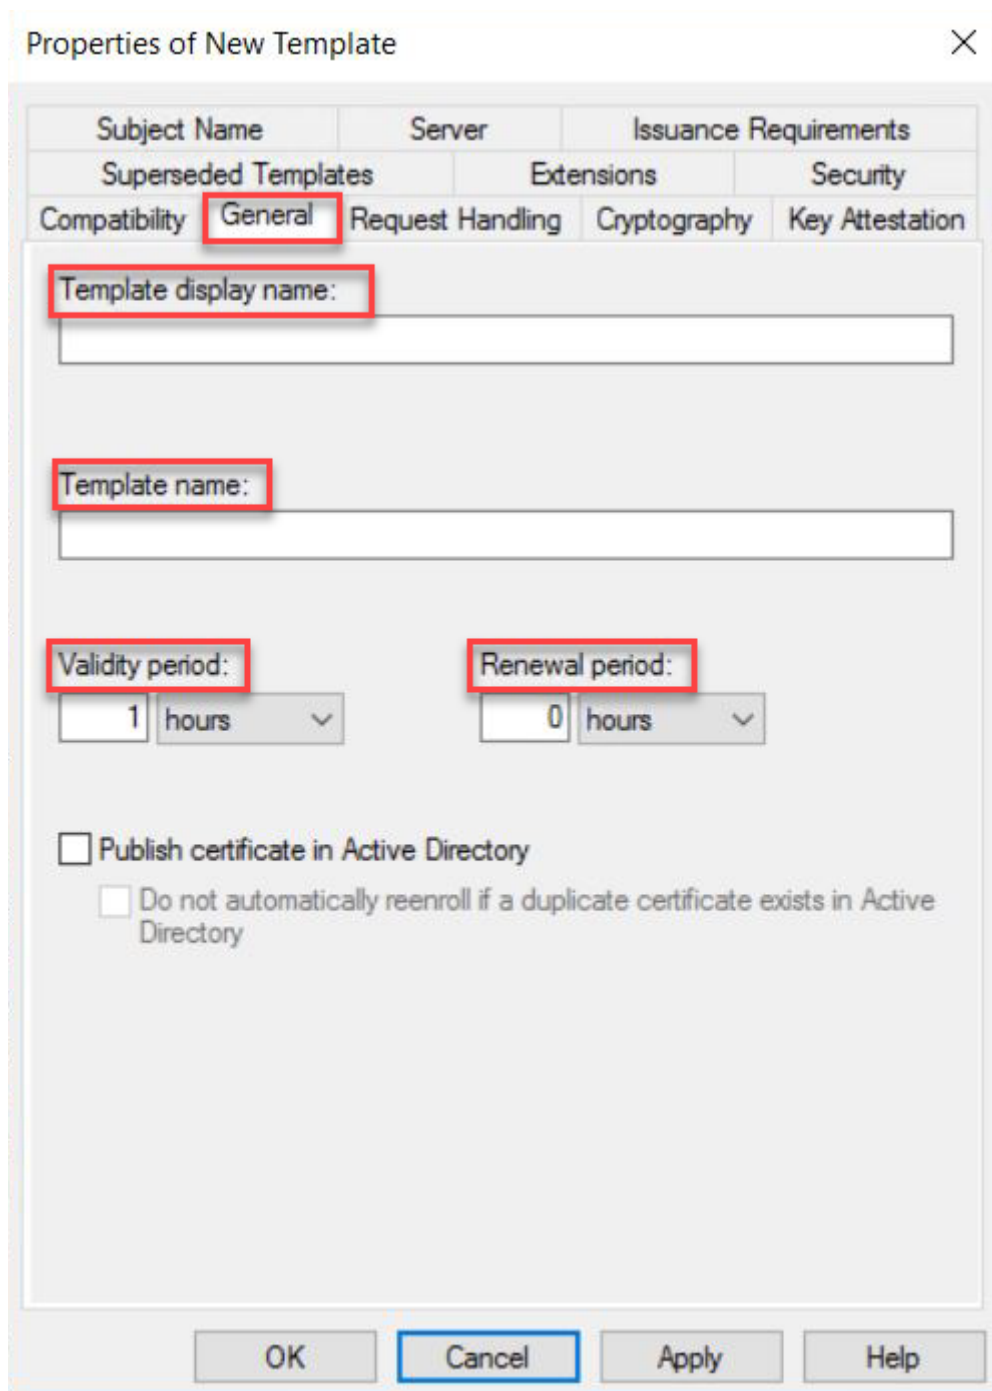 Properties of New Template
Subject Name Server Issuance Requirements
Superseded Templates Extensions Security
Compatibility General Request Handling Cryptography Key Attestation
Template display name:
Template name:
Validity period: Renewal period:
1 hours 0 hours
Publish certificate in Active Directory
Do not automatically reenroll if a duplicate certificate exists in Active
Directory
OK Cancel Apply Help